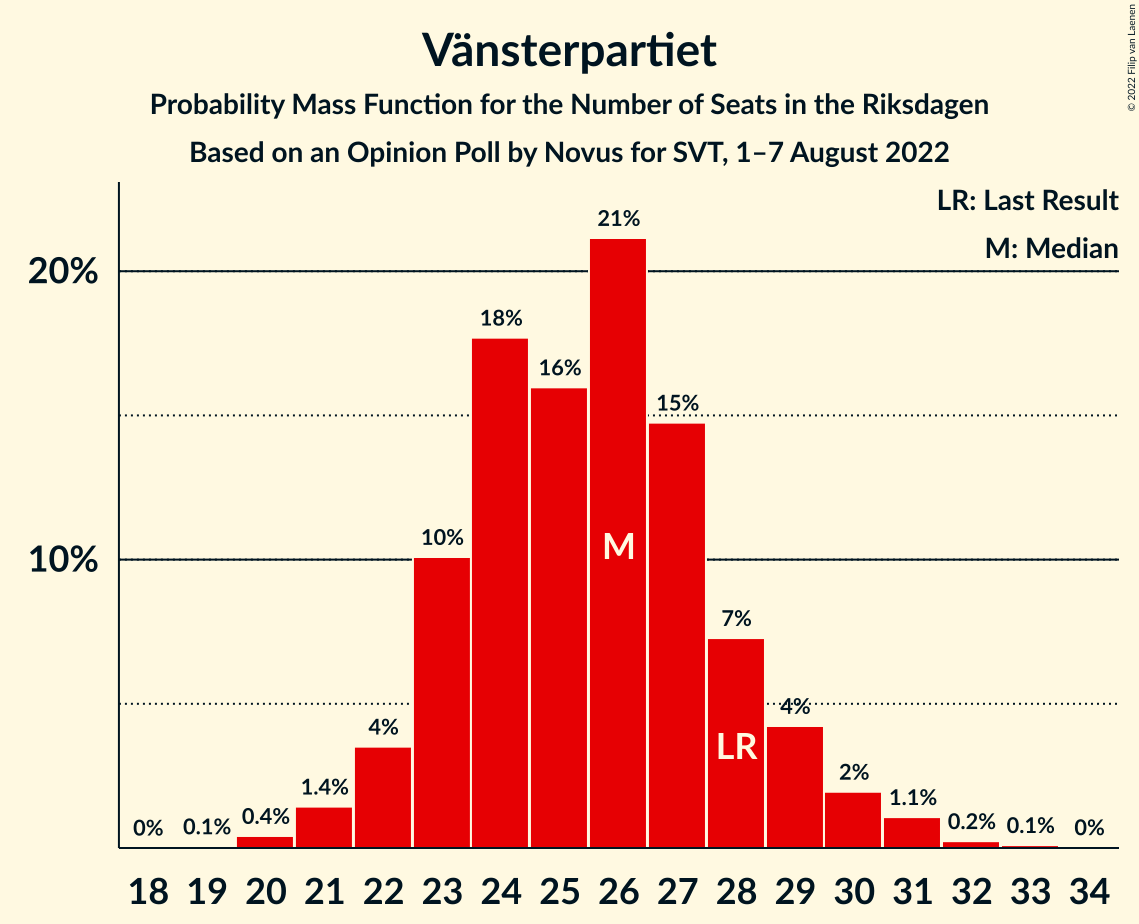 Vänsterpartiet
Probability Mass Function for the Number of Seats in the Riksdagen
Based on an Opinion Poll by Novus for SVT, 1–7 August 2022
© 2022 Filip van Laenen
LR: Last Result
M: Median
20%
10%
0%
0.1%
0.4%
1.4%
4%
10%
18%
16%
21%
15%
7%
4%
2%
1.1%
0.2%
0.1%
0%
M
LR
18 19 20 21 22 23 24 25 26 27 28 29 30 31 32 33 34